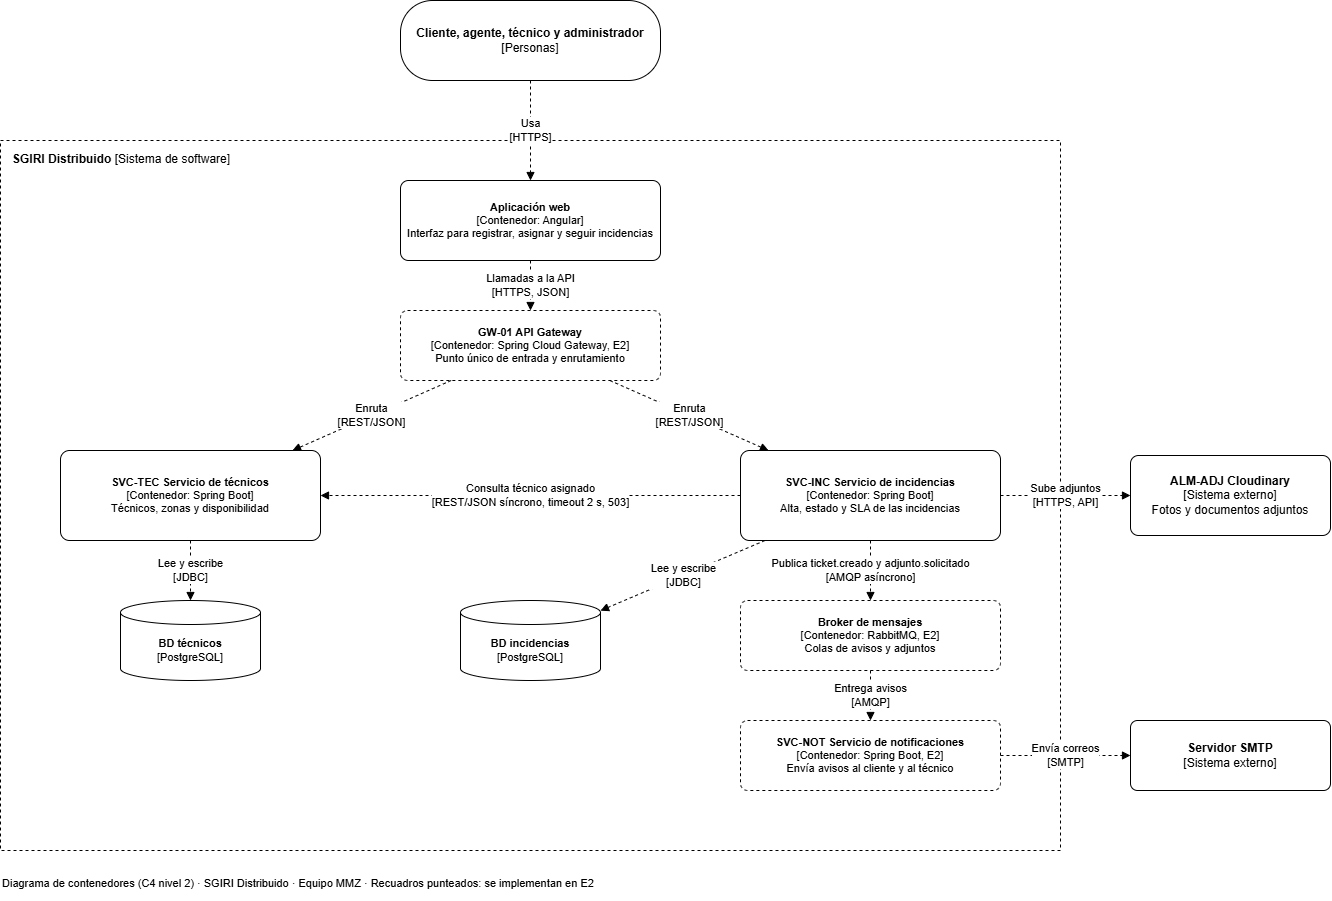 Cliente, agente, técnico y administrador
[Personas]
Usa
[HTTPS]
SGIRI Distribuido [Sistema de software]
Aplicación web
[Contenedor: Angular]
Interfaz para registrar, asignar y seguir incidencias
Llamadas a la API
[HTTPS, JSON]
GW-01 API Gateway
[Contenedor: Spring Cloud Gateway, E2]
Punto único de entrada y enrutamiento
Enruta
[REST/JSON]
Enruta
[REST/JSON]
SVC-TEC Servicio de técnicos
[Contenedor: Spring Boot]
Técnicos, zonas y disponibilidad
Consulta técnico asignado
[REST/JSON síncrono, timeout 2 s, 503]
SVC-INC Servicio de incidencias
[Contenedor: Spring Boot]
Alta, estado y SLA de las incidencias
Sube adjuntos
[HTTPS, API]
ALM-ADJ Cloudinary
[Sistema externo]
Fotos y documentos adjuntos
Lee y escribe
[JDBC]
Lee y escribe
[JDBC]
Publica ticket.creado y adjunto.solicitado
[AMQP asíncrono]
BD técnicos
[PostgreSQL]
BD incidencias
[PostgreSQL]
Broker de mensajes
[Contenedor: RabbitMQ, E2]
Colas de avisos y adjuntos
Entrega avisos
[AMQP]
SVC-NOT Servicio de notificaciones
[Contenedor: Spring Boot, E2]
Envía avisos al cliente y al técnico
Envía correos
[SMTP]
Servidor SMTP
[Sistema externo]
Diagrama de contenedores (C4 nivel 2) · SGIRI Distribuido · Equipo MMZ · Recuadros punteados: se implementan en E2